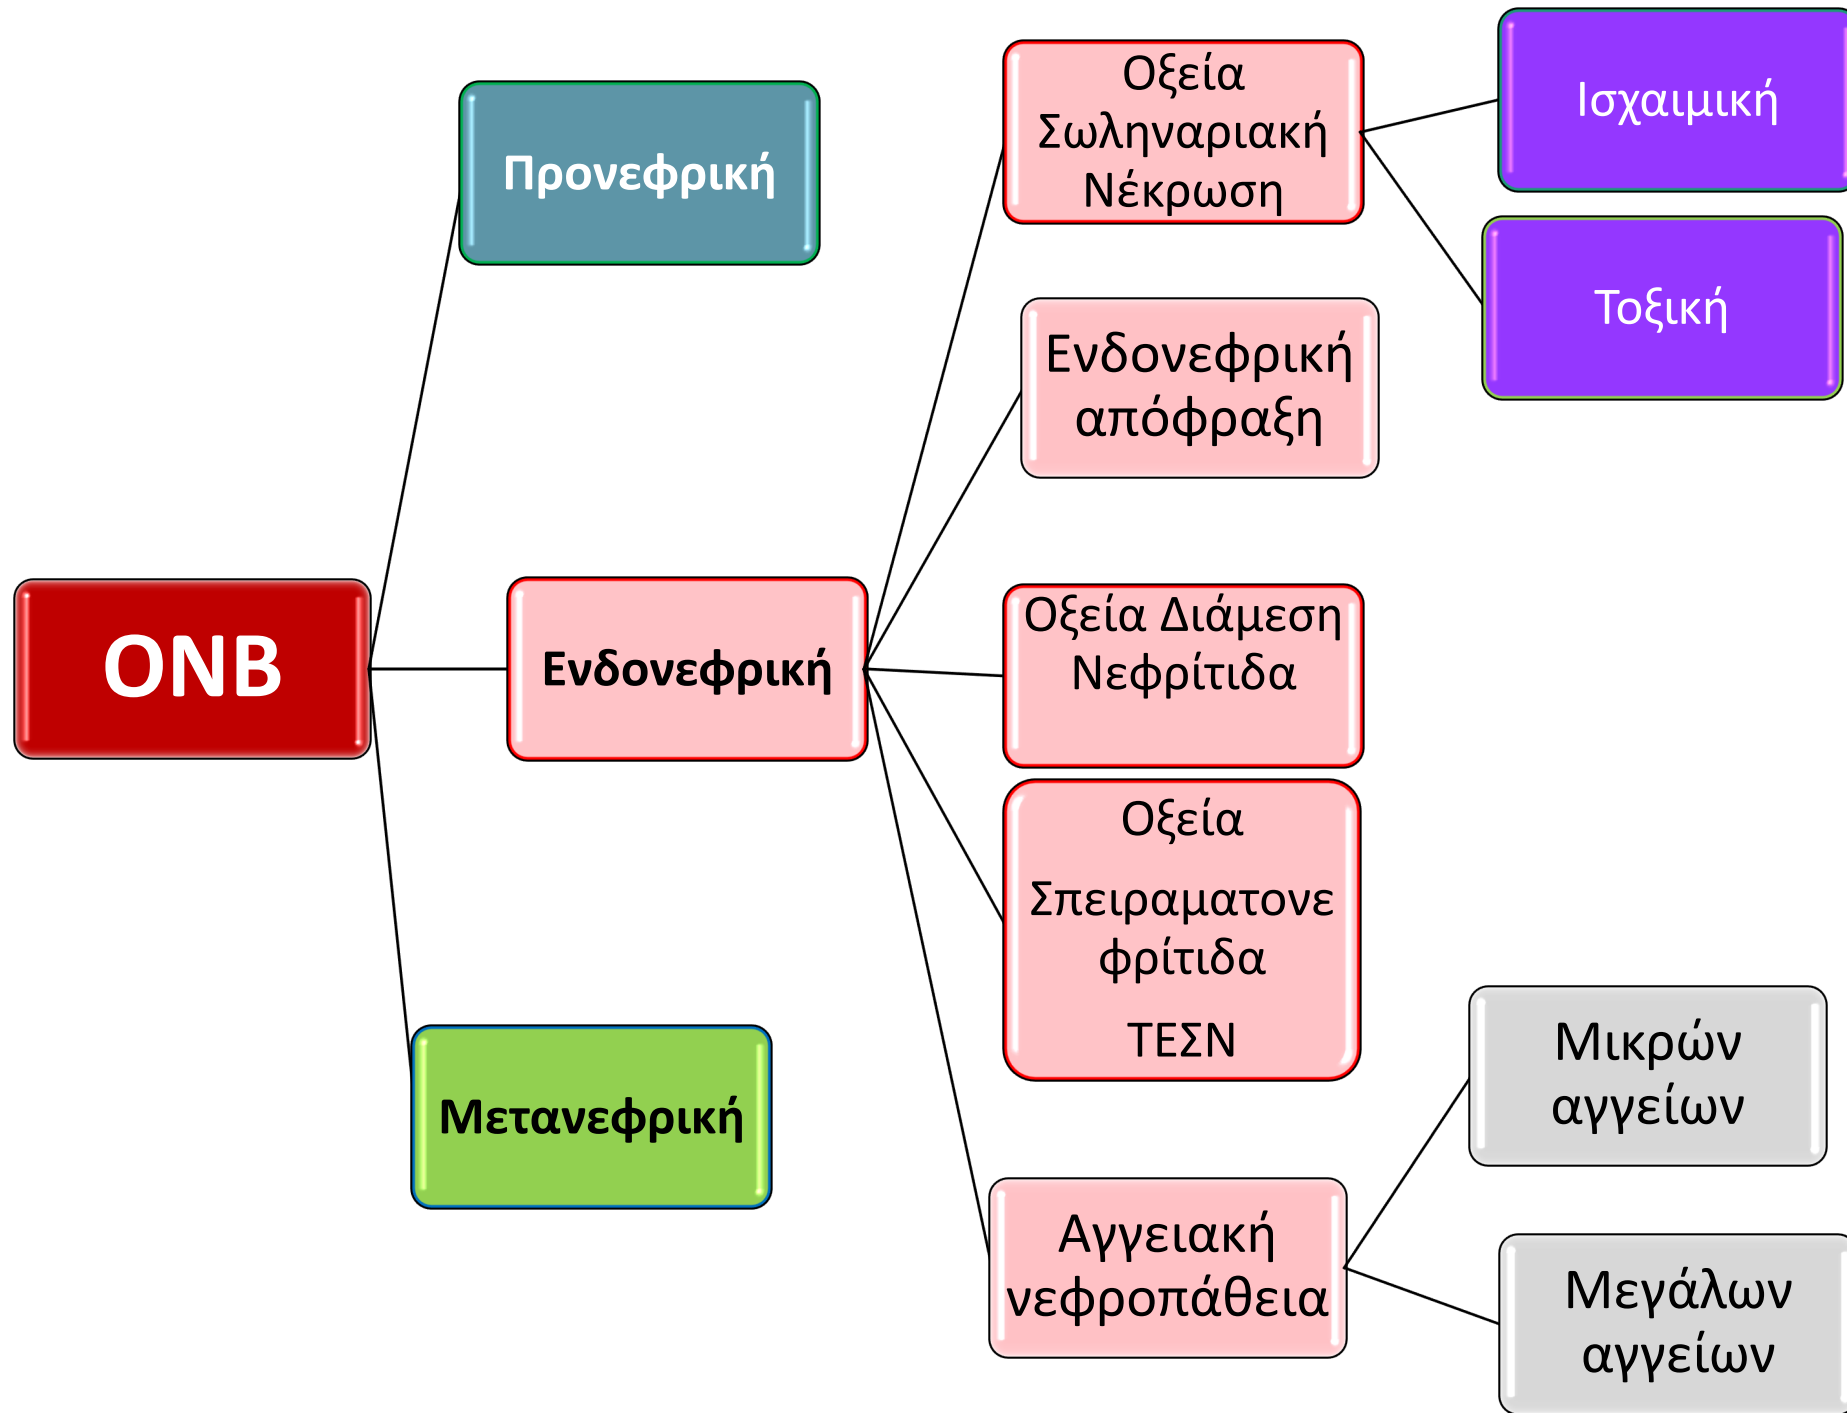 ΟΝΒ
Προνεφρική
Ενδονεφρική
Μετανεφρική
Οξεία
Σωληναριακή
Νέκρωση
Ισχαιμική
Τοξική
Ενδονεφρική
απόφραξη
Οξεία Διάμεση
Νεφρίτιδα
Οξεία
Σπειραματονε
φρίτιδα
ΤΕΣΝ
Αγγειακή
νεφροπάθεια
Μικρών
αγγείων
Μεγάλων
αγγείων